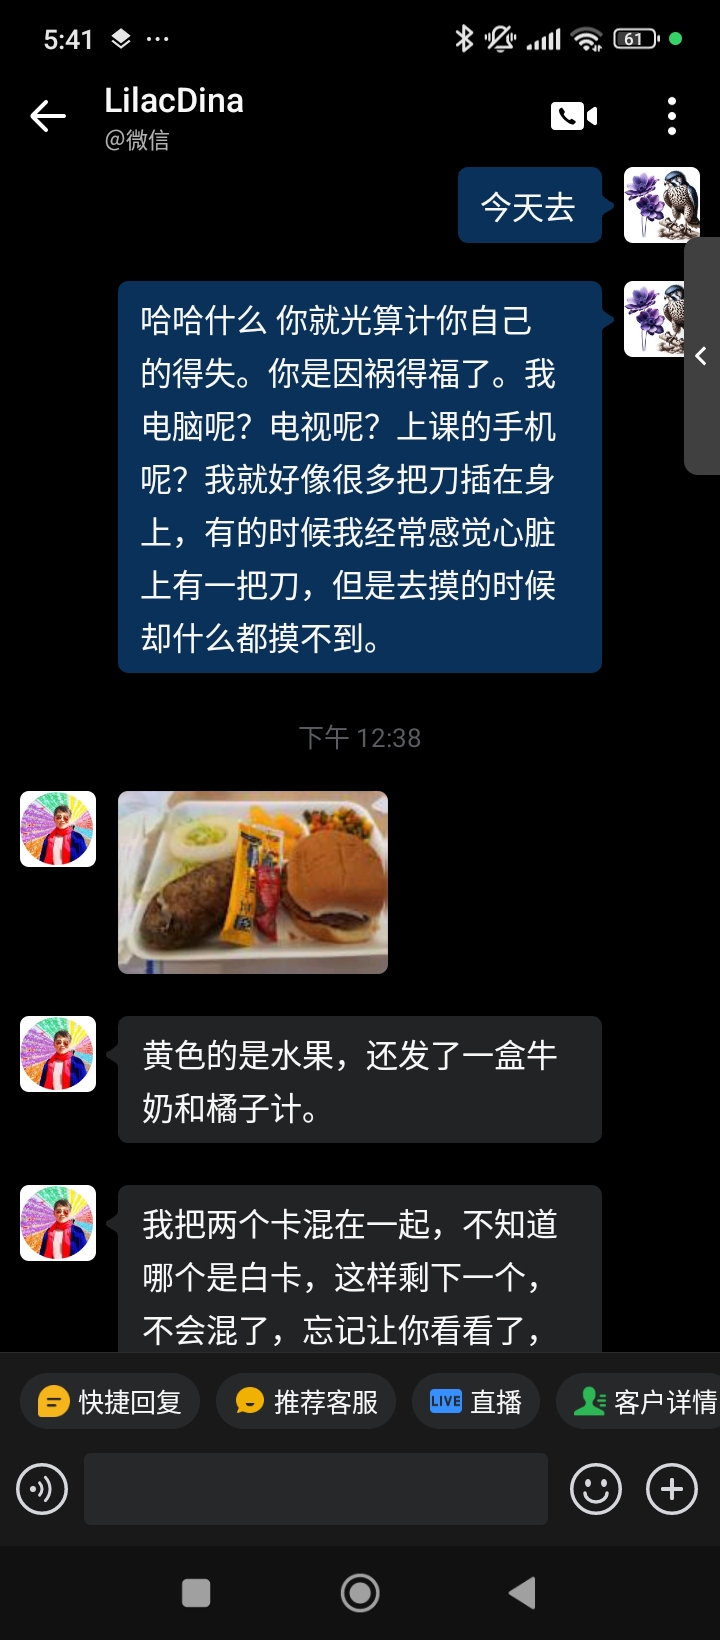 5:41
61
LilacDina
@微信
今天去
哈哈什么 你就光算计你自己
的得失。你是因祸得福了。我
电脑呢？电视呢？上课的手机
呢？我就好像很多把刀插在身
上，有的时候我经常感觉心脏
上有一把刀，但是去摸的时候
却什么都摸不到。
下午 12:38
黄色的是水果，还发了一盒牛
奶和橘子计。
我把两个卡混在一起，不知道
哪个是白卡，这样剩下一个，
不会混了，忘记让你看看了，
快捷回复
推荐客服
LIVE 直播
客户详情